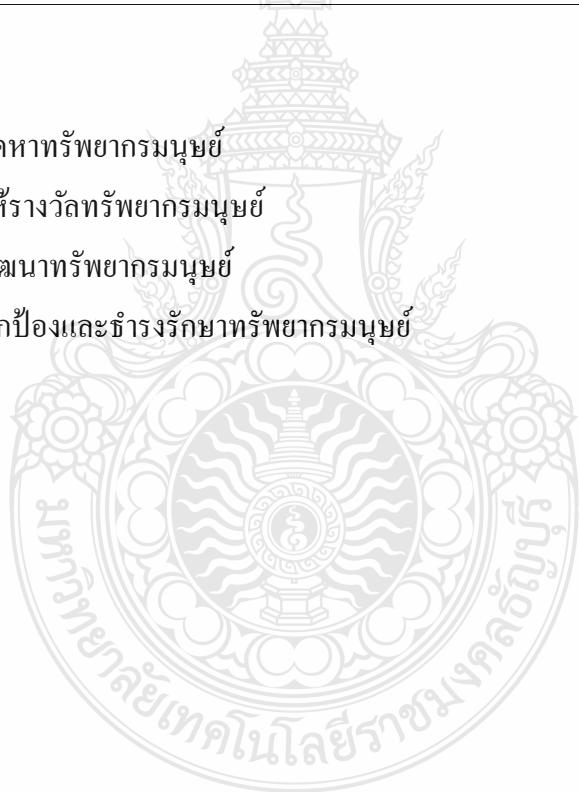 ดหาทรัพยากรมนุษย์
ห้รางวัลทรัพยากรมนุษย์
ฒนาทรัพยากรมนุษย์
กป้องและธำรงรักษาทรัพยากรมนุษย์
มหาวิทยาลัยเทคโนโลยีราชมงคลธัญบุรี